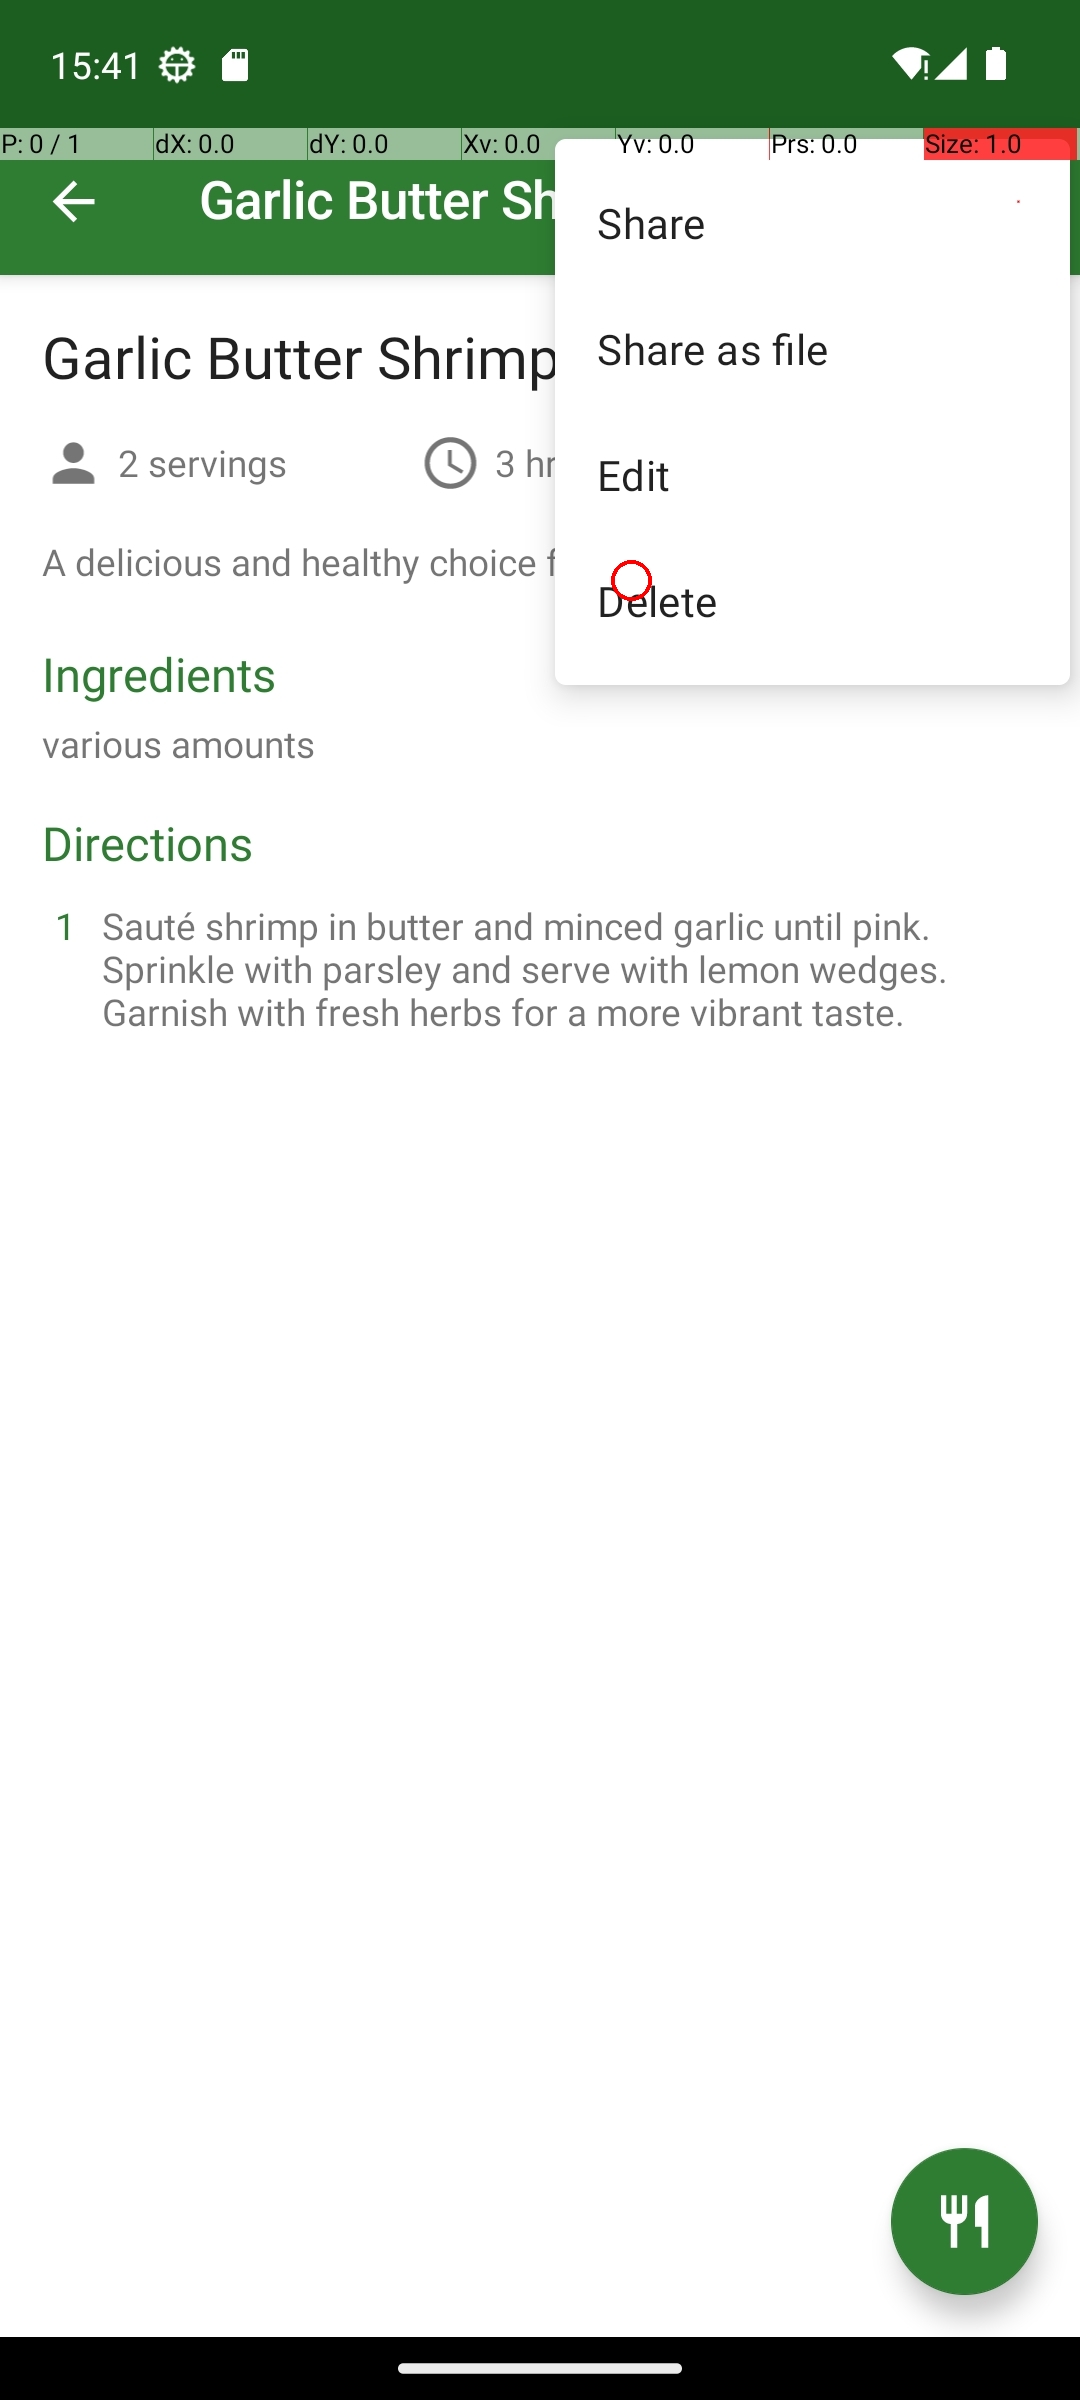 15:41
P: 0 / 1 dX: 0.0 dY: 0.0 Xv: 0.0 Yv: 0.0 Prs: 0.0 Size: 1.0
Garlic Butter Sh
Share
Share as file
Edit
Delete
Garlic Butter Shrimp
2 servings
3 hr
A delicious and healthy choice f
Ingredients
various amounts
Directions
1 Sauté shrimp in butter and minced garlic until pink.
Sprinkle with parsley and serve with lemon wedges.
Garnish with fresh herbs for a more vibrant taste.